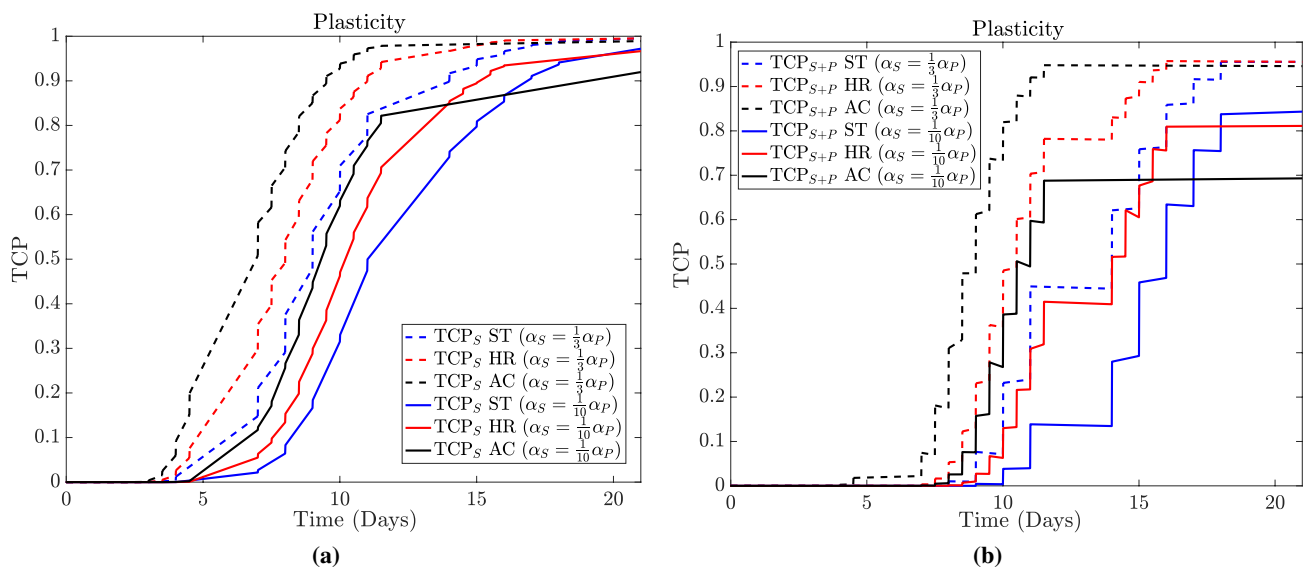 Plasticity
1
0.9
0.8
0.7
0.6
0.5
0.4
0.3
0.2
0.1
0
TCP
TCP_S ST (α_S = 1/3 α_P)
TCP_S HR (α_S = 1/3 α_P)
TCP_S AC (α_S = 1/3 α_P)
TCP_S ST (α_S = 1/10 α_P)
TCP_S HR (α_S = 1/10 α_P)
TCP_S AC (α_S = 1/10 α_P)
0 5 10 15 20
Time (Days)
(a)
Plasticity
1
0.9
0.8
0.7
0.6
0.5
0.4
0.3
0.2
0.1
0
TCP
TCP_{S+P} ST (α_S = 1/3 α_P)
TCP_{S+P} HR (α_S = 1/3 α_P)
TCP_{S+P} AC (α_S = 1/3 α_P)
TCP_{S+P} ST (α_S = 1/10 α_P)
TCP_{S+P} HR (α_S = 1/10 α_P)
TCP_{S+P} AC (α_S = 1/10 α_P)
0 5 10 15 20
Time (Days)
(b)